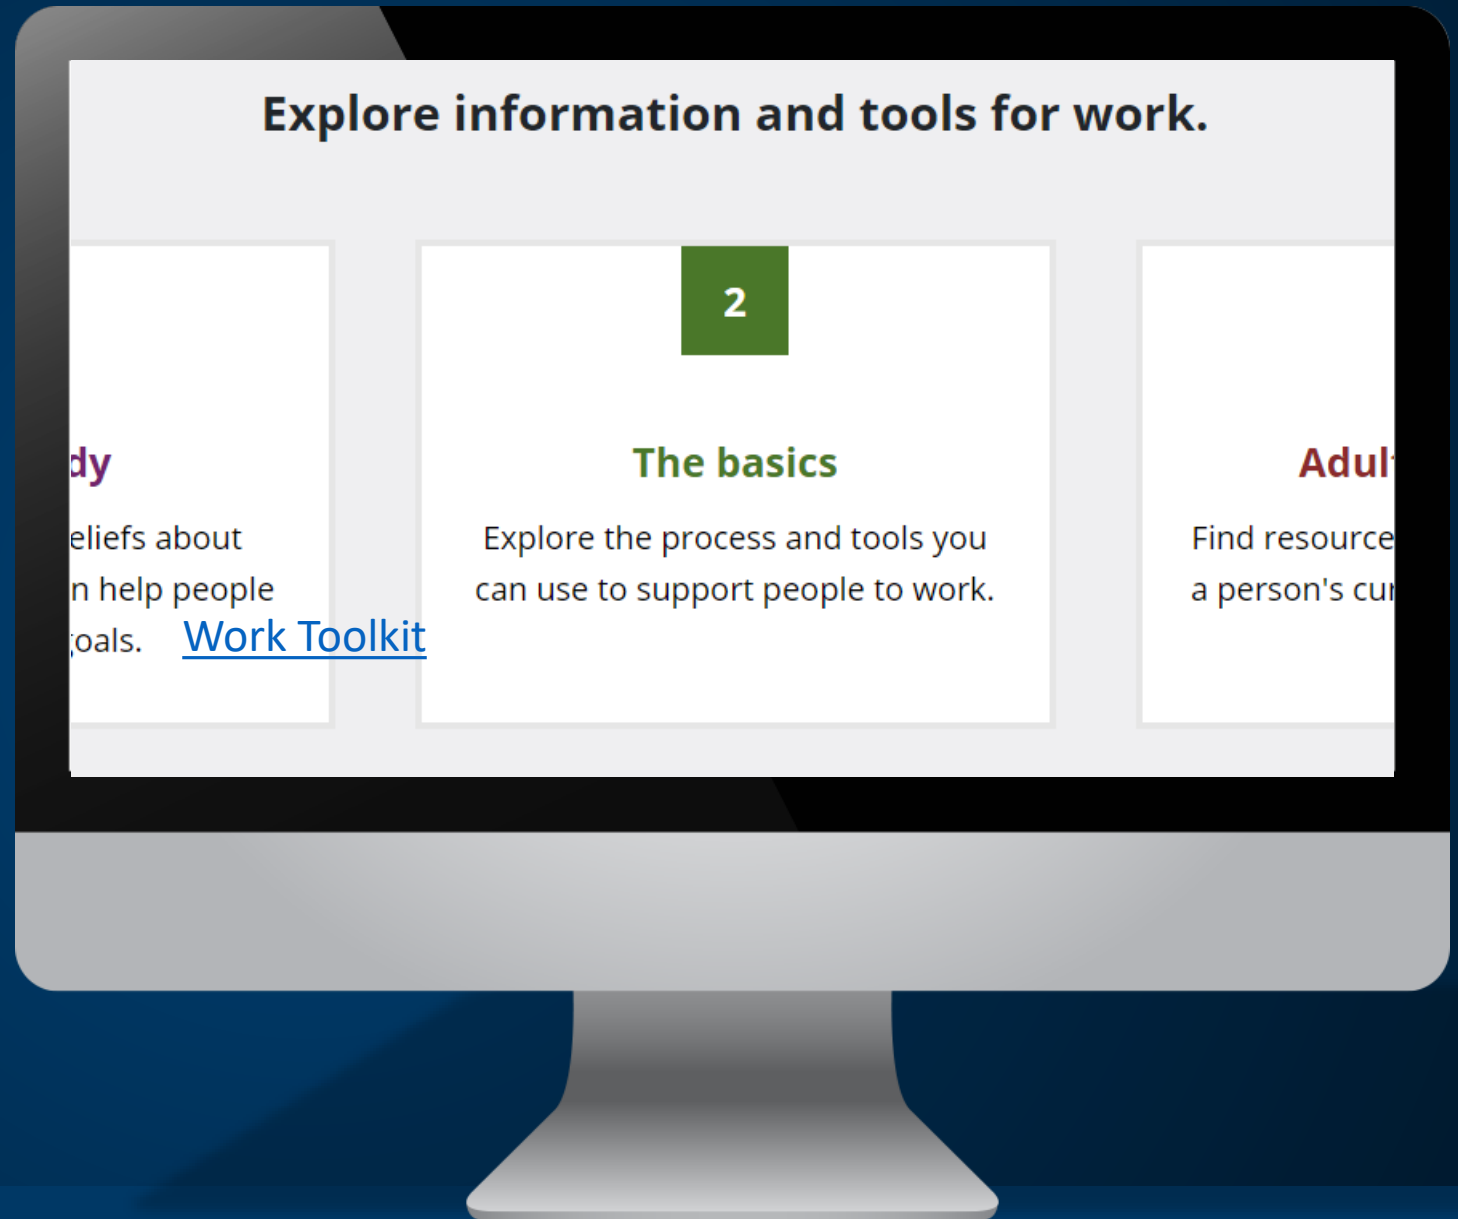 Explore information and tools for work.
dy
eliefs about
n help people
oals.
Work Toolkit
2
The basics
Explore the process and tools you
can use to support people to work.
Adul
Find resource
a person's cur